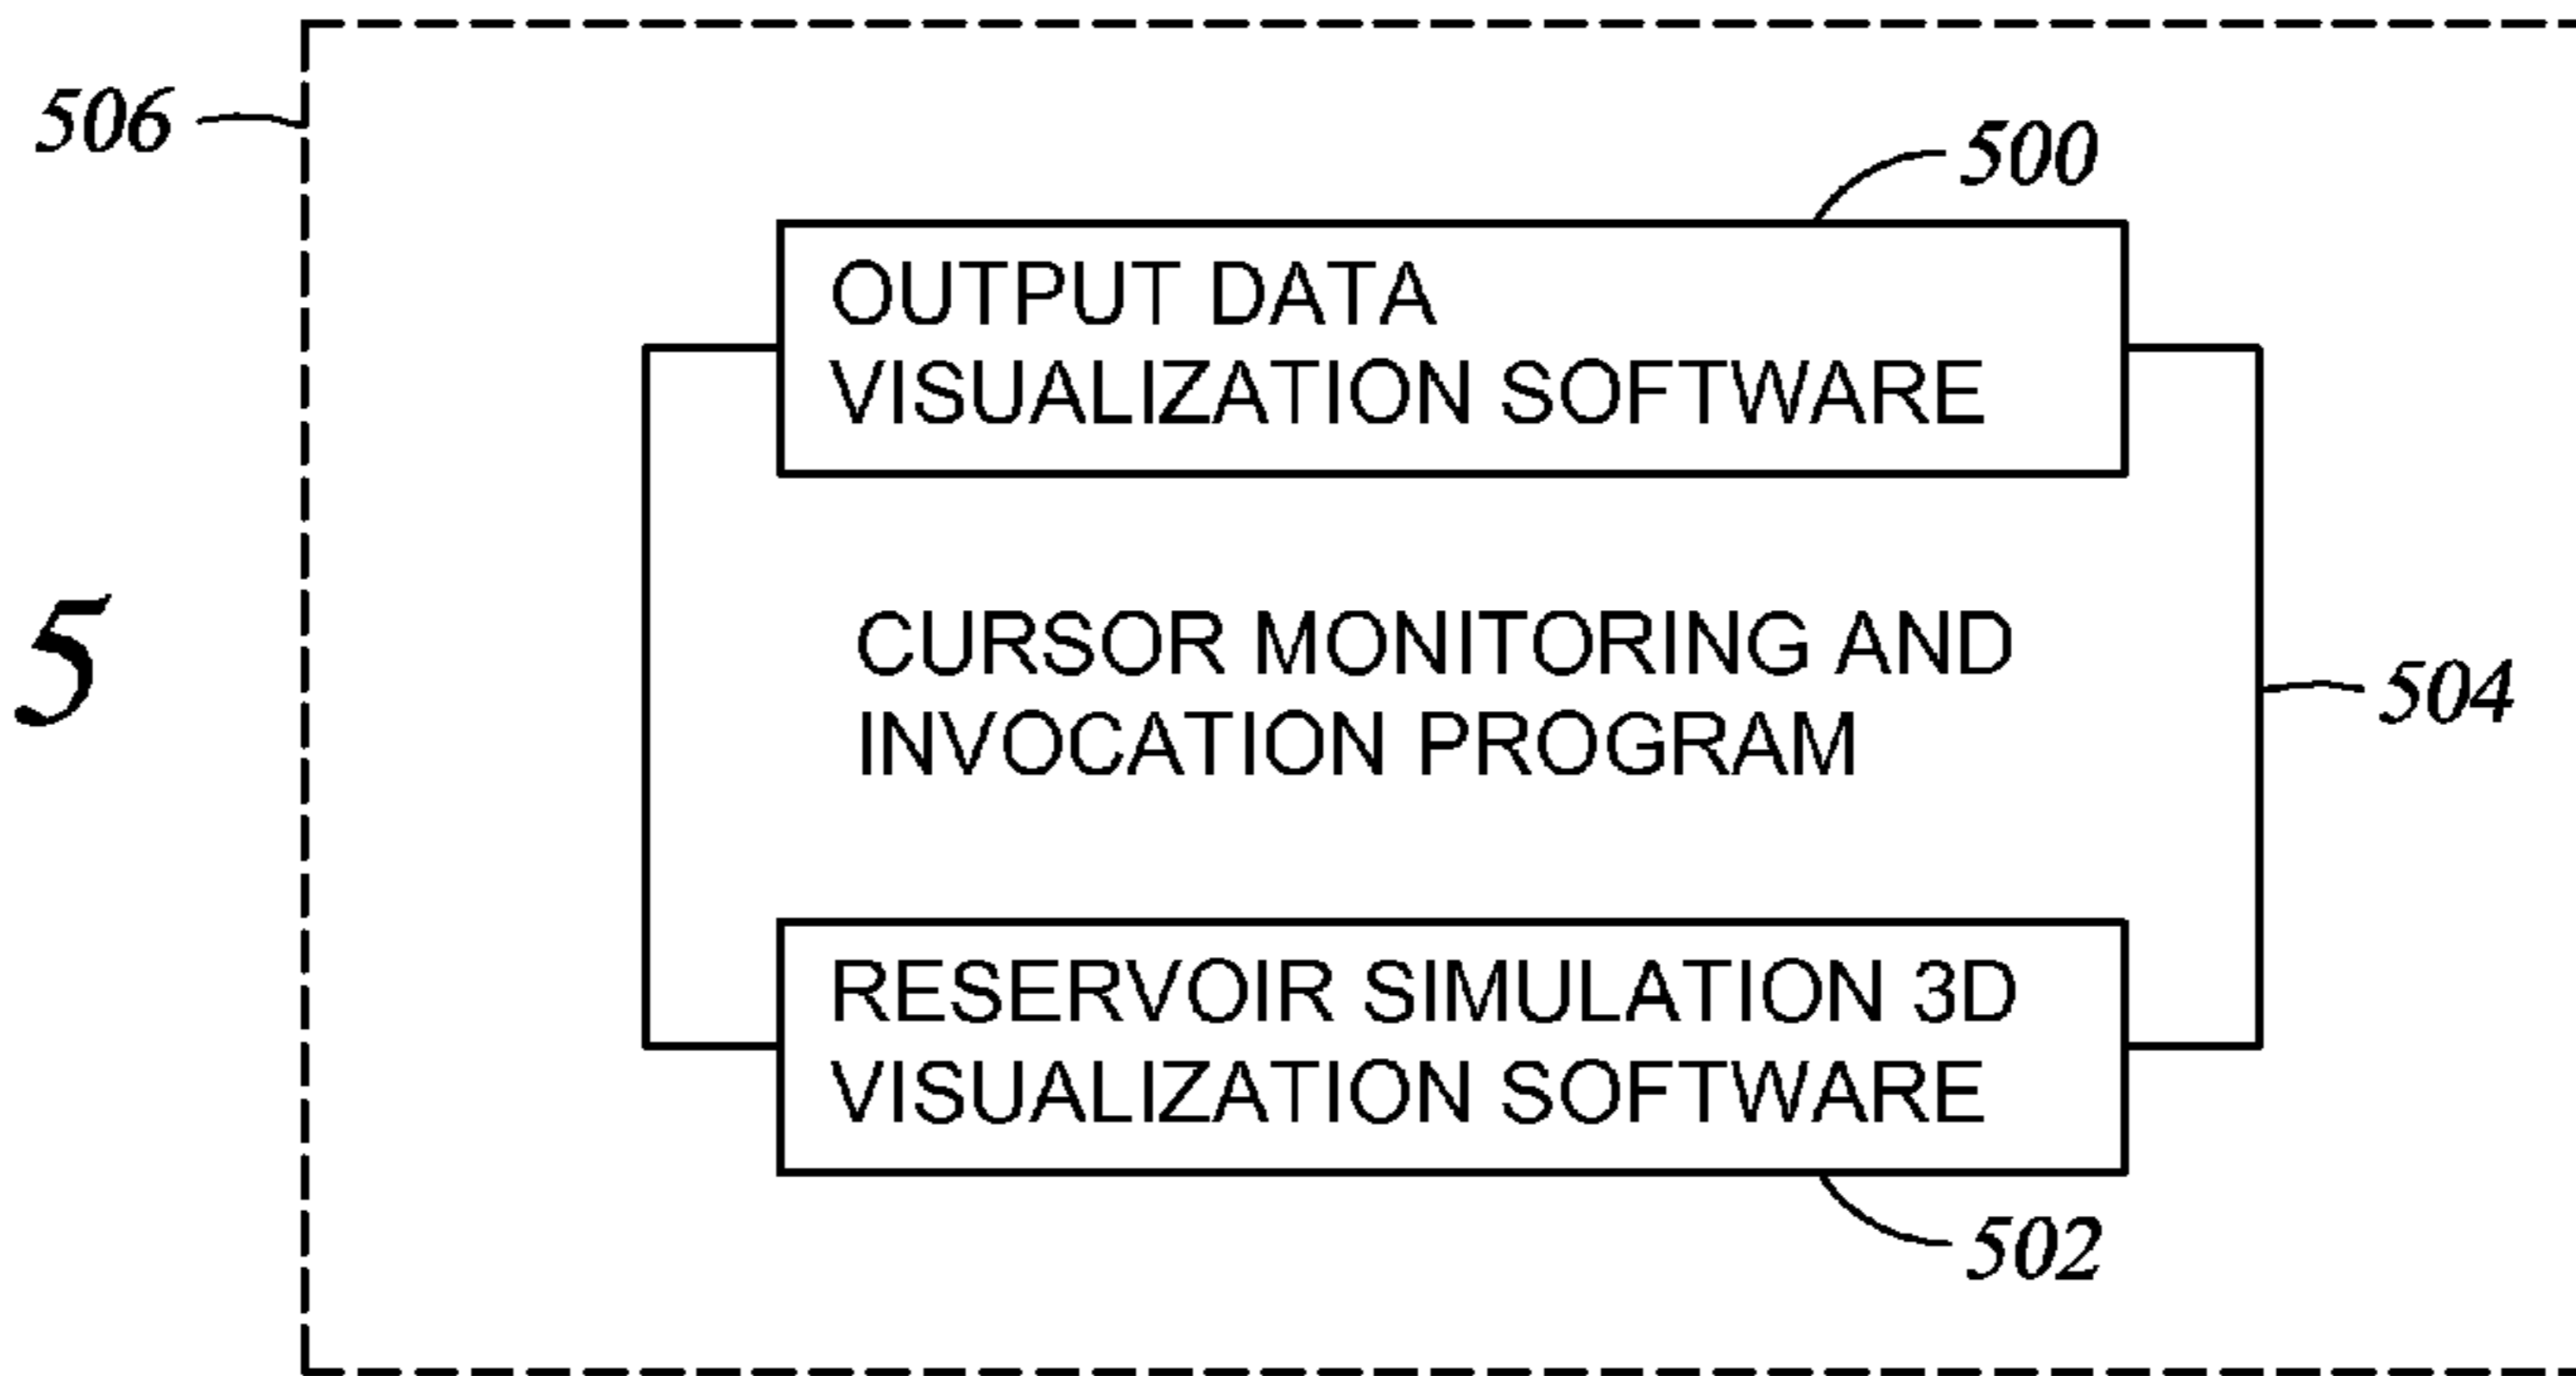 506
500
OUTPUT DATA
VISUALIZATION SOFTWARE
5
CURSOR MONITORING AND
INVOCATION PROGRAM
504
RESERVOIR SIMULATION 3D
VISUALIZATION SOFTWARE
502